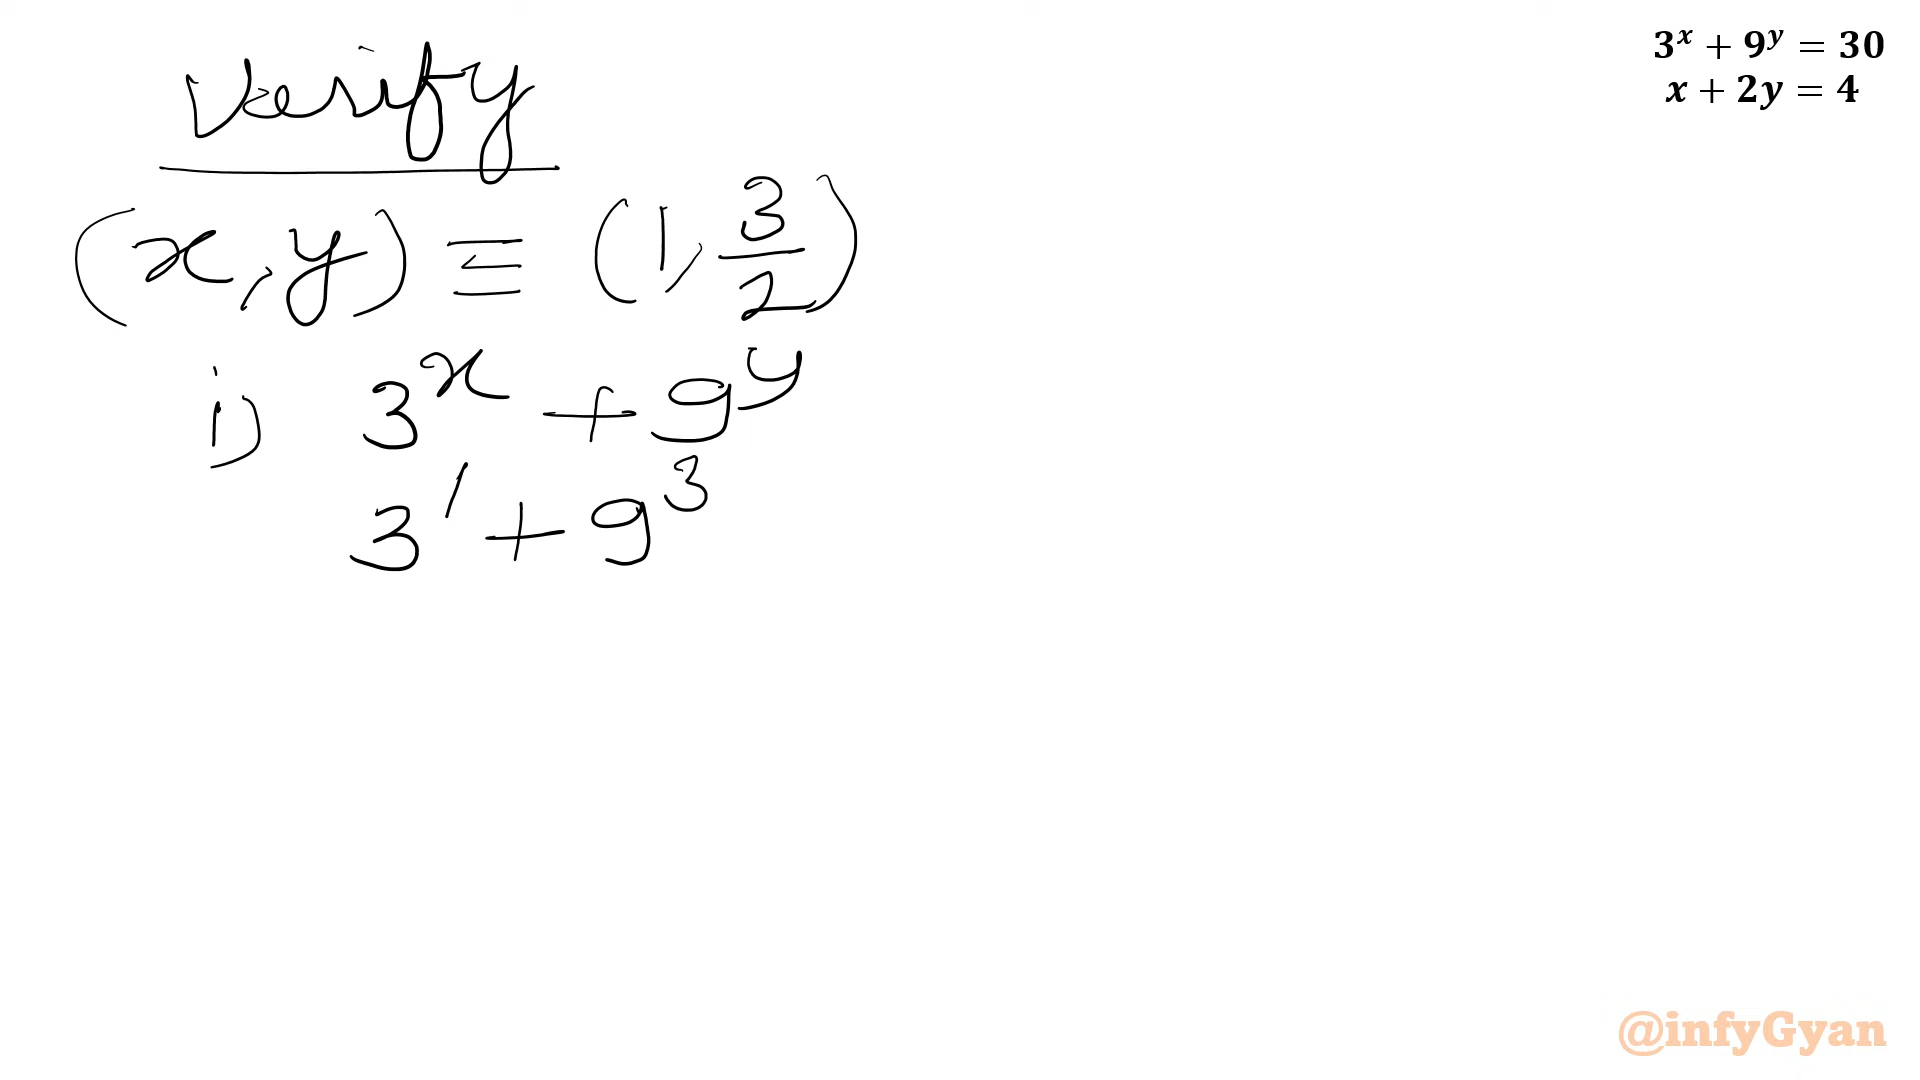 Verify
(x, y) ≡ (1, 3/2)
i) 3^x + 9^y
3^1 + 9^3
3^x + 9^y = 30
x + 2y = 4
@infyGyan